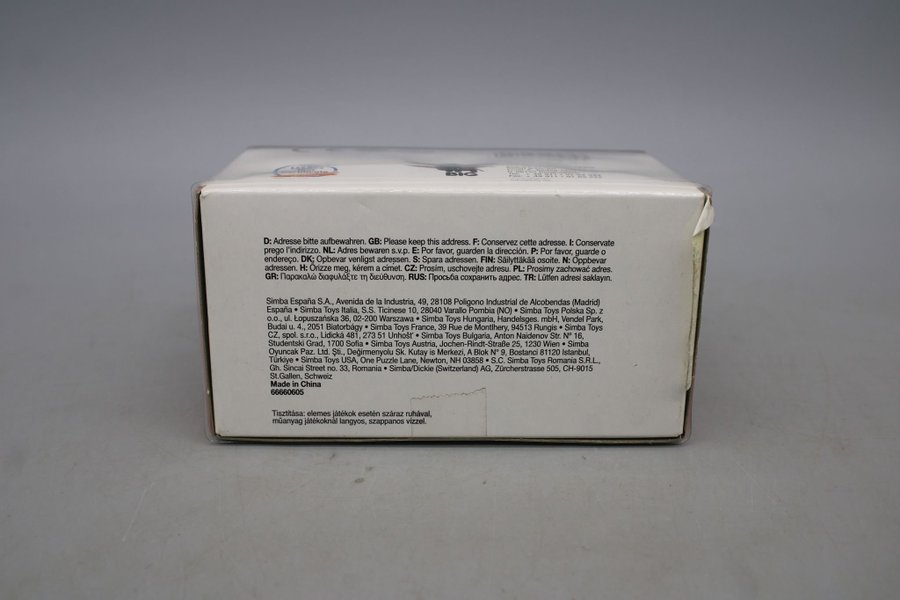 D: Adresse bitte aufbewahren. GB: Please keep this address. F: Conservez cette adresse. I: Conservate
prego l'indirizzo. NL: Adres bewaren s.v.p. E: Por favor, guarden la dirección. P: Por favor, guarde o
endereço. DK: Opbevar venligst adressen. S: Spara adressen. FIN: Säilyttäkää osoite. N: Oppbevar
adressen. H: Őrizze meg, kérem a címet. CZ: Prosím, uschovejte adresu. PL: Prosimy zachować adres.
GR: Παρακαλώ διαφυλάξτε τη διεύθυνση. RUS: Просьба сохранить адрес. TR: Lütfen adresi saklayın.
Simba España S.A., Avenida de la Industria, 49, 28108 Poligono Industrial de Alcobendas (Madrid)
España • Simba Toys Italia, S.S. Ticinese 10, 28040 Varallo Pombia (NO) • Simba Toys Polska Sp. z
o.o., ul. Łopuszańska 36, 02-200 Warszawa • Simba Toys Hungaria, Handelsges. mbH, Vendel Park,
Budai u. 4., 2051 Biatorbágy • Simba Toys France, 39 Rue de Montlhery, 94513 Rungis • Simba Toys
CZ, spol. s.r.o., Lidická 481, 273 51 Unhošť • Simba Toys Bulgaria, Anton Naidenov Str. N° 16,
Studentski Grad, 1700 Sofia • Simba Toys Austria, Jochen-Rindt-Straße 25, 1230 Wien • Simba
Oyuncak Paz. Ltd. Şti., Değirmenyolu Sk. Kutay is Merkezi, A Blok N° 9, Bostanci 81120 Istanbul,
Türkiye • Simba Toys USA, One Puzzle Lane, Newton, NH 03858 • S.C. Simba Toys Romania S.R.L.,
Gh. Sincai Street no. 33, Romania • Simba/Dickie (Switzerland) AG, Zürcherstrasse 505, CH-9015
St.Gallen, Schweiz
Made in China
66660605
Tisztítása: elemes játékok esetén száraz ruhával,
műanyag játékoknál langyos, szappanos vízzel.